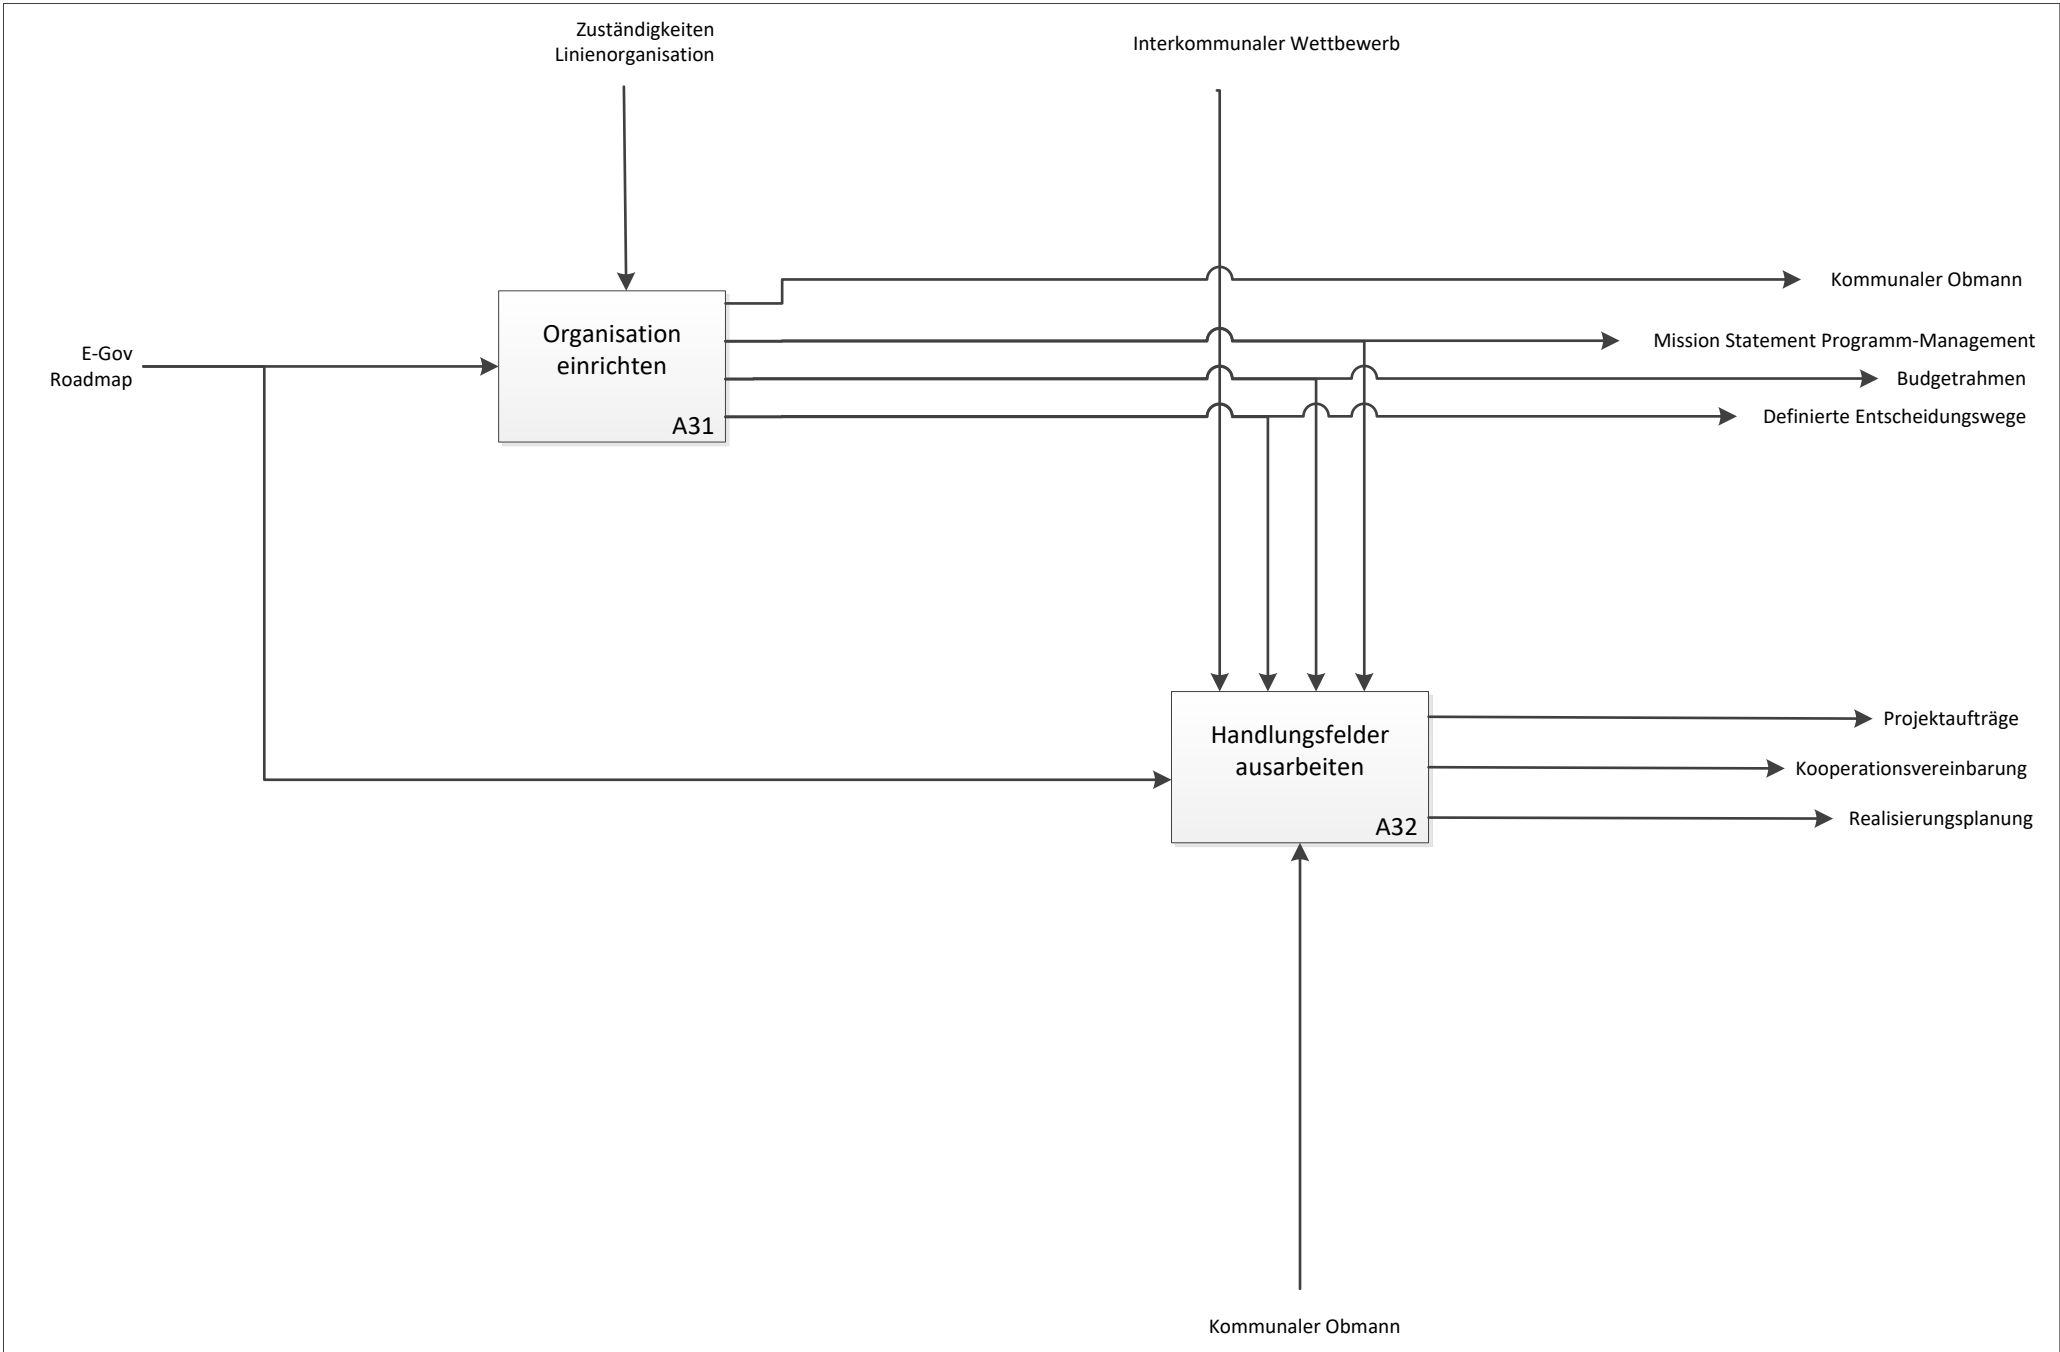 Zuständigkeiten
Linienorganisation
Interkommunaler Wettbewerb
Kommunaler Obmann
Organisation
einrichten
A31
E-Gov
Roadmap
Mission Statement Programm-Management
Budgetrahmen
Definierte Entscheidungswege
Handlungsfelder
ausarbeiten
A32
Projektaufträge
Kooperationsvereinbarung
Realisierungsplanung
Kommunaler Obmann